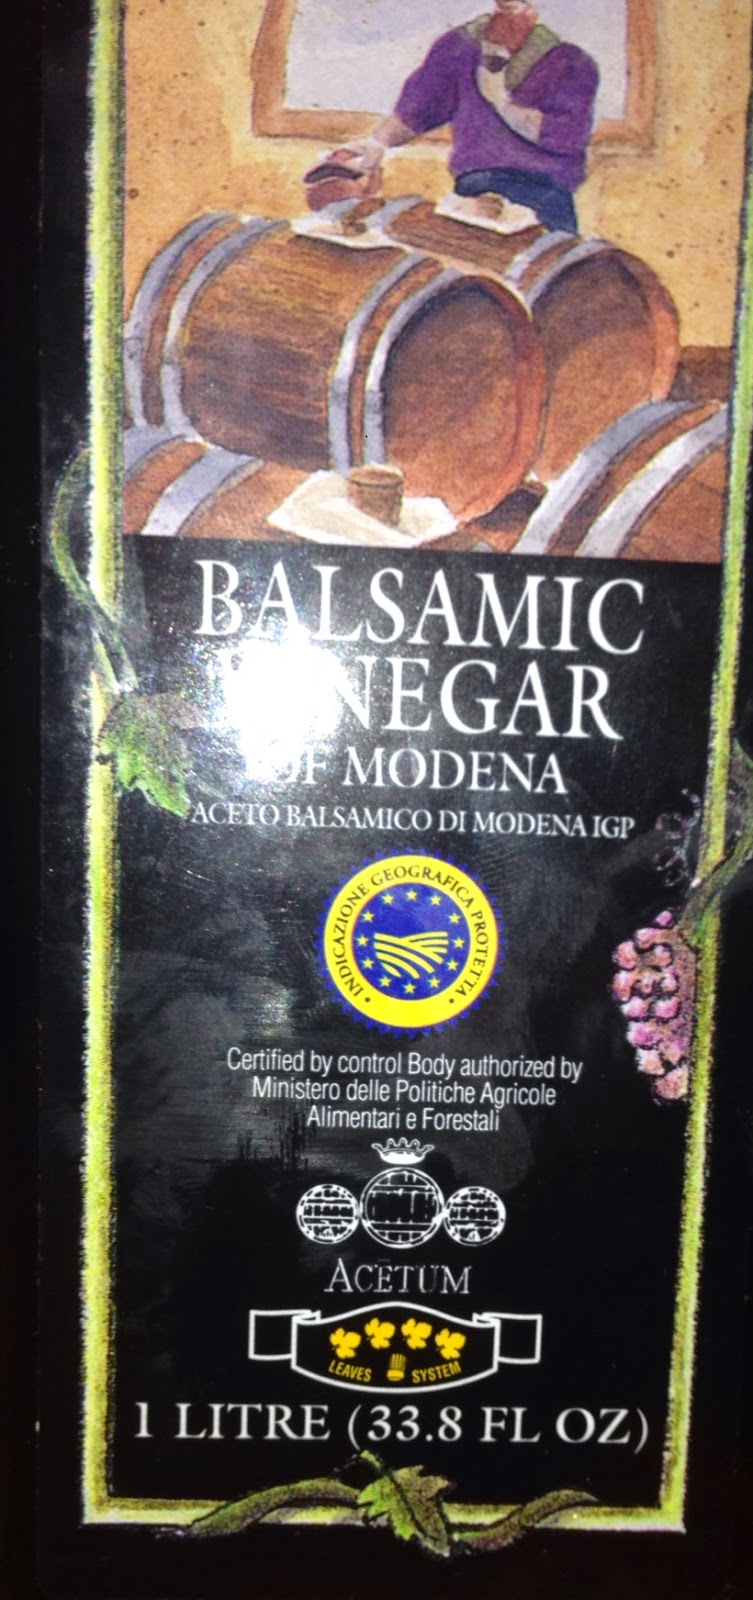 BALSAMIC
VINEGAR
OF MODENA
ACETO BALSAMICO DI MODENA IGP
• INDICAZIONE GEOGRAFICA PROTETTA •
Certified by control Body authorized by
Ministero delle Politiche Agricole
Alimentari e Forestali
ACETUM
LEAVES SYSTEM
1 LITRE (33.8 FL OZ)